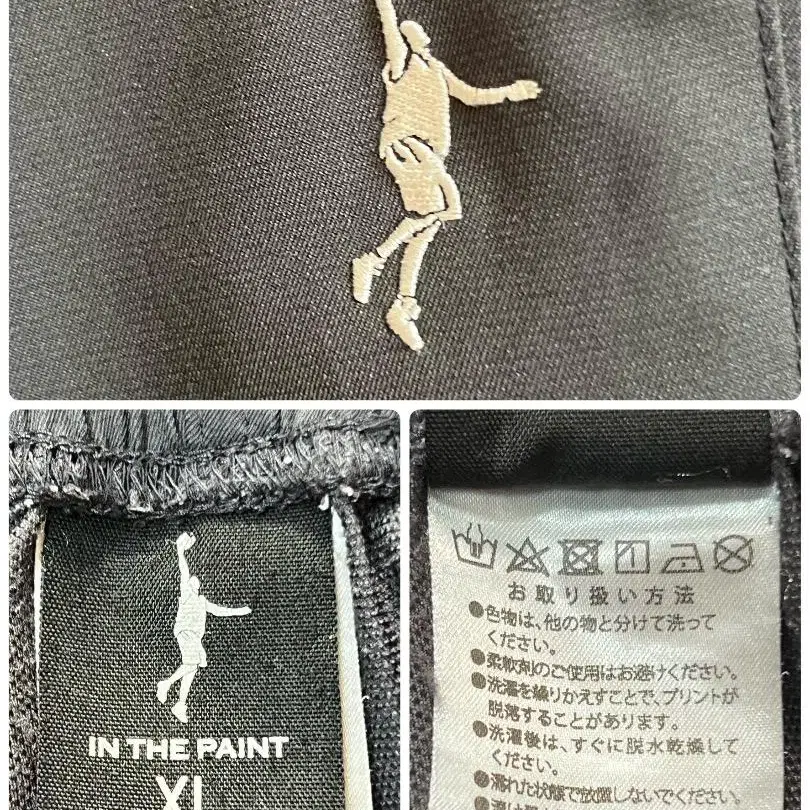 IN THE PAINT
XL
お取り扱い方法
●色物は、他の物と分けて洗って
ください。
●柔軟剤のご使用はお避けください。
●洗濯を繰りかえすことで、プリントが
脱落することがあります。
●洗濯後は、すぐに脱水乾燥して
ください。
●濡れた状態で放置しないでください。